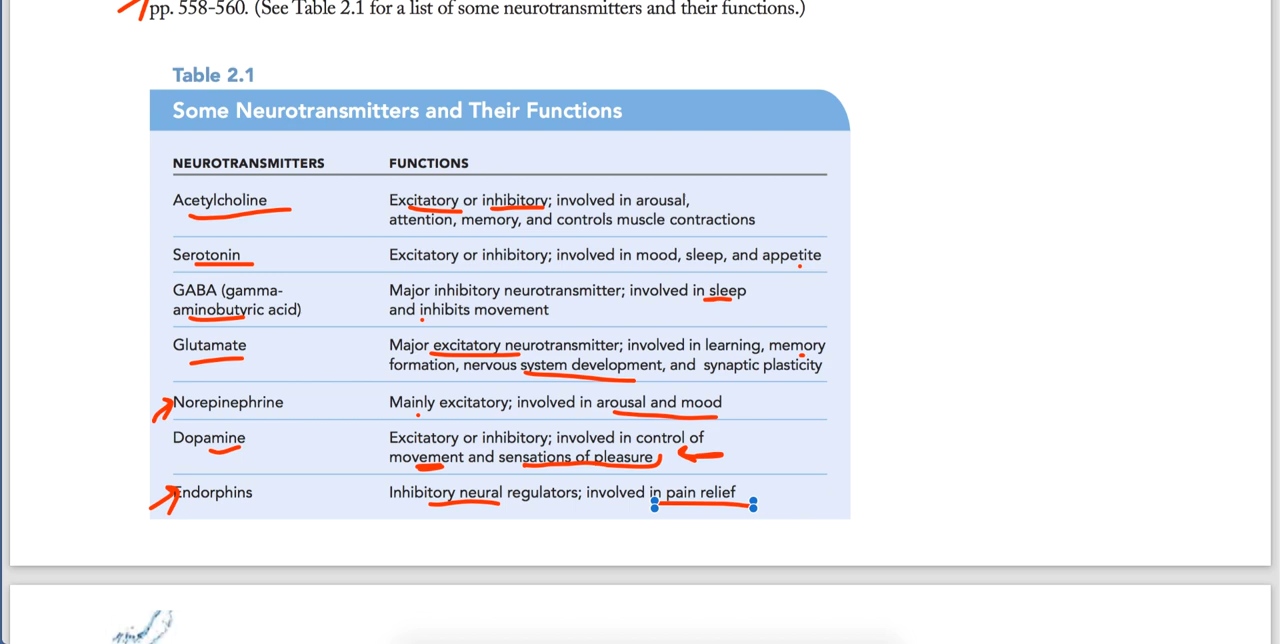 pp. 558-560. (See Table 2.1 for a list of some neurotransmitters and their functions.)
Table 2.1
Some Neurotransmitters and Their Functions
NEUROTRANSMITTERS FUNCTIONS
Acetylcholine Excitatory or inhibitory; involved in arousal,
attention, memory, and controls muscle contractions
Serotonin Excitatory or inhibitory; involved in mood, sleep, and appetite
GABA (gamma- Major inhibitory neurotransmitter; involved in sleep
aminobutyric acid) and inhibits movement
Glutamate Major excitatory neurotransmitter; involved in learning, memory
formation, nervous system development, and synaptic plasticity
Norepinephrine Mainly excitatory; involved in arousal and mood
Dopamine Excitatory or inhibitory; involved in control of
movement and sensations of pleasure
Endorphins Inhibitory neural regulators; involved in pain relief